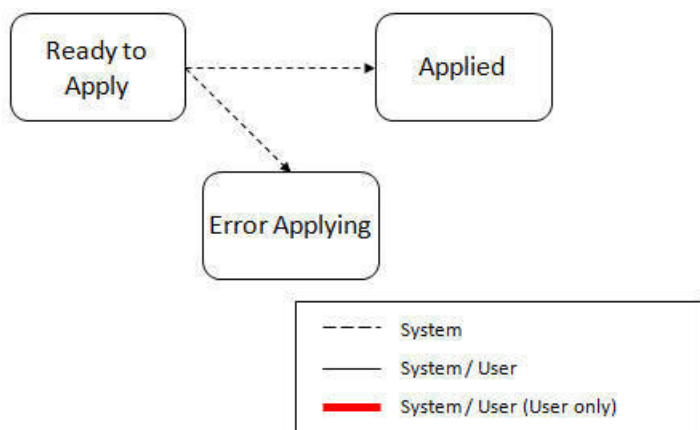 Ready to
Apply
Applied
Error Applying
System
System / User
System / User (User only)